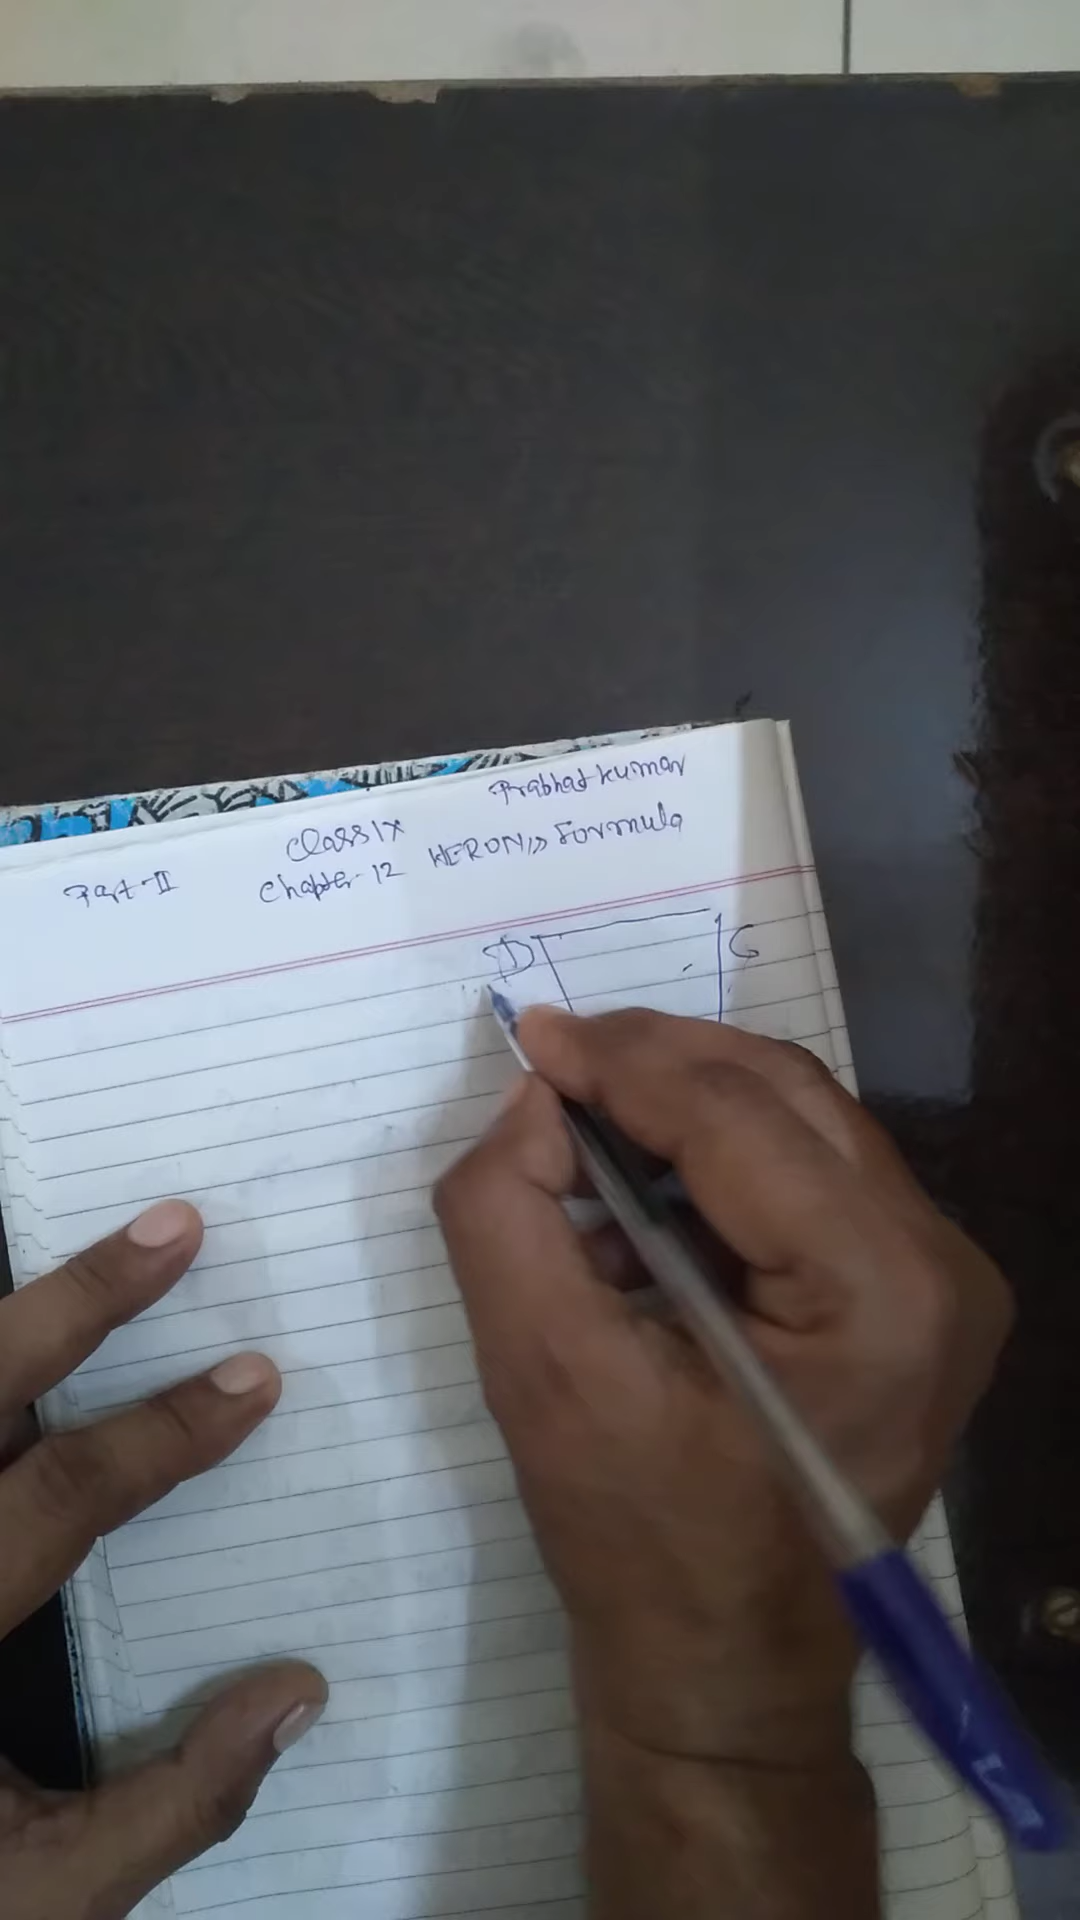 Prabhat Kumar
Class IX
Part-II Chapter-12 HERON,s Formula
D C